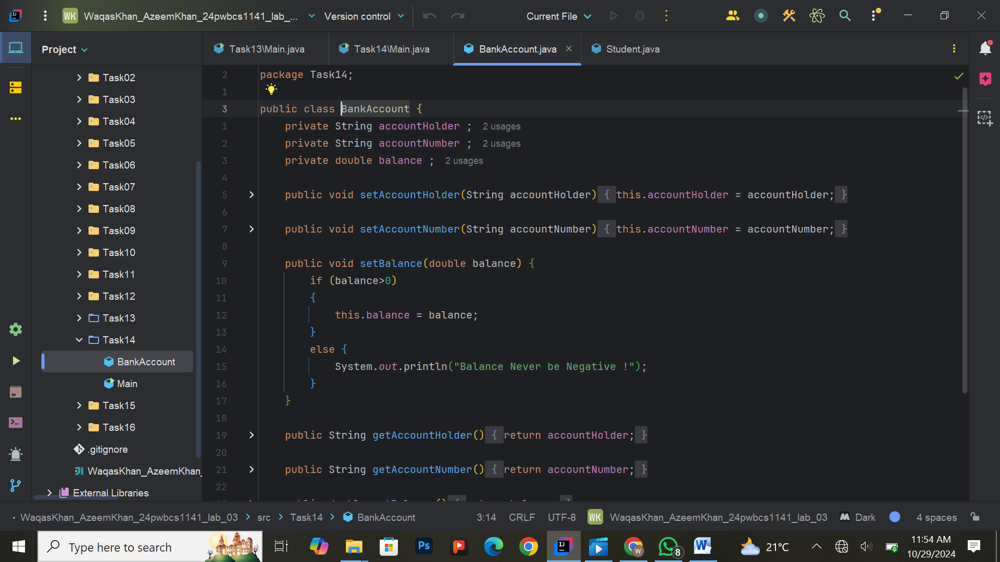 WK WaqasKhan_AzeemKhan_24pwbcs1141_lab_... Version control Current File
Project Task13\Main.java Task14\Main.java BankAccount.java Student.java
Task02
Task03
Task04
Task05
Task06
Task07
Task08
Task09
Task10
Task11
Task12
Task13
Task14
BankAccount
Main
Task15
Task16
.gitignore
WaqasKhan_AzeemKhan_
External Libraries
2 package Task14;
1
3 public class BankAccount {
1 private String accountHolder ; 2 usages
2 private String accountNumber ; 2 usages
3 private double balance ; 2 usages
4
5 public void setAccountHolder(String accountHolder) { this.accountHolder = accountHolder; }
6
7 public void setAccountNumber(String accountNumber) { this.accountNumber = accountNumber; }
8
9 public void setBalance(double balance) {
10 if (balance>0)
11 {
12 this.balance = balance;
13 }
14 else {
15 System.out.println("Balance Never be Negative !");
16 }
17 }
18
19 public String getAccountHolder() { return accountHolder; }
20
21 public String getAccountNumber() { return accountNumber; }
22
WaqasKhan_AzeemKhan_24pwbcs1141_lab_03 src Task14 BankAccount 3:14 CRLF UTF-8 WK WaqasKhan_AzeemKhan_24pwbcs1141_lab_03 Dark 4 spaces
Type here to search Ps 8 21°C 11:54 AM
10/29/2024